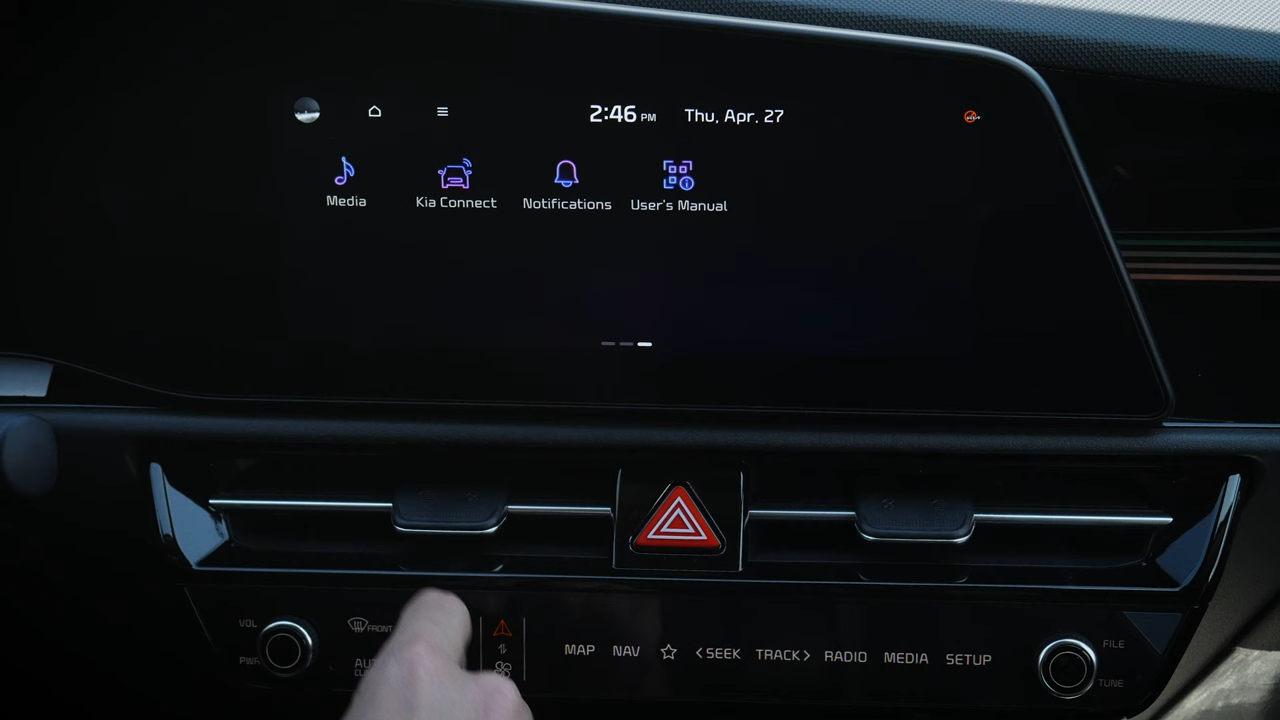 2:46 PM Thu, Apr. 27
Media Kia Connect Notifications User's Manual
VOL FRONT
MAP NAV SEEK TRACK RADIO MEDIA SETUP
FILE
TUNE